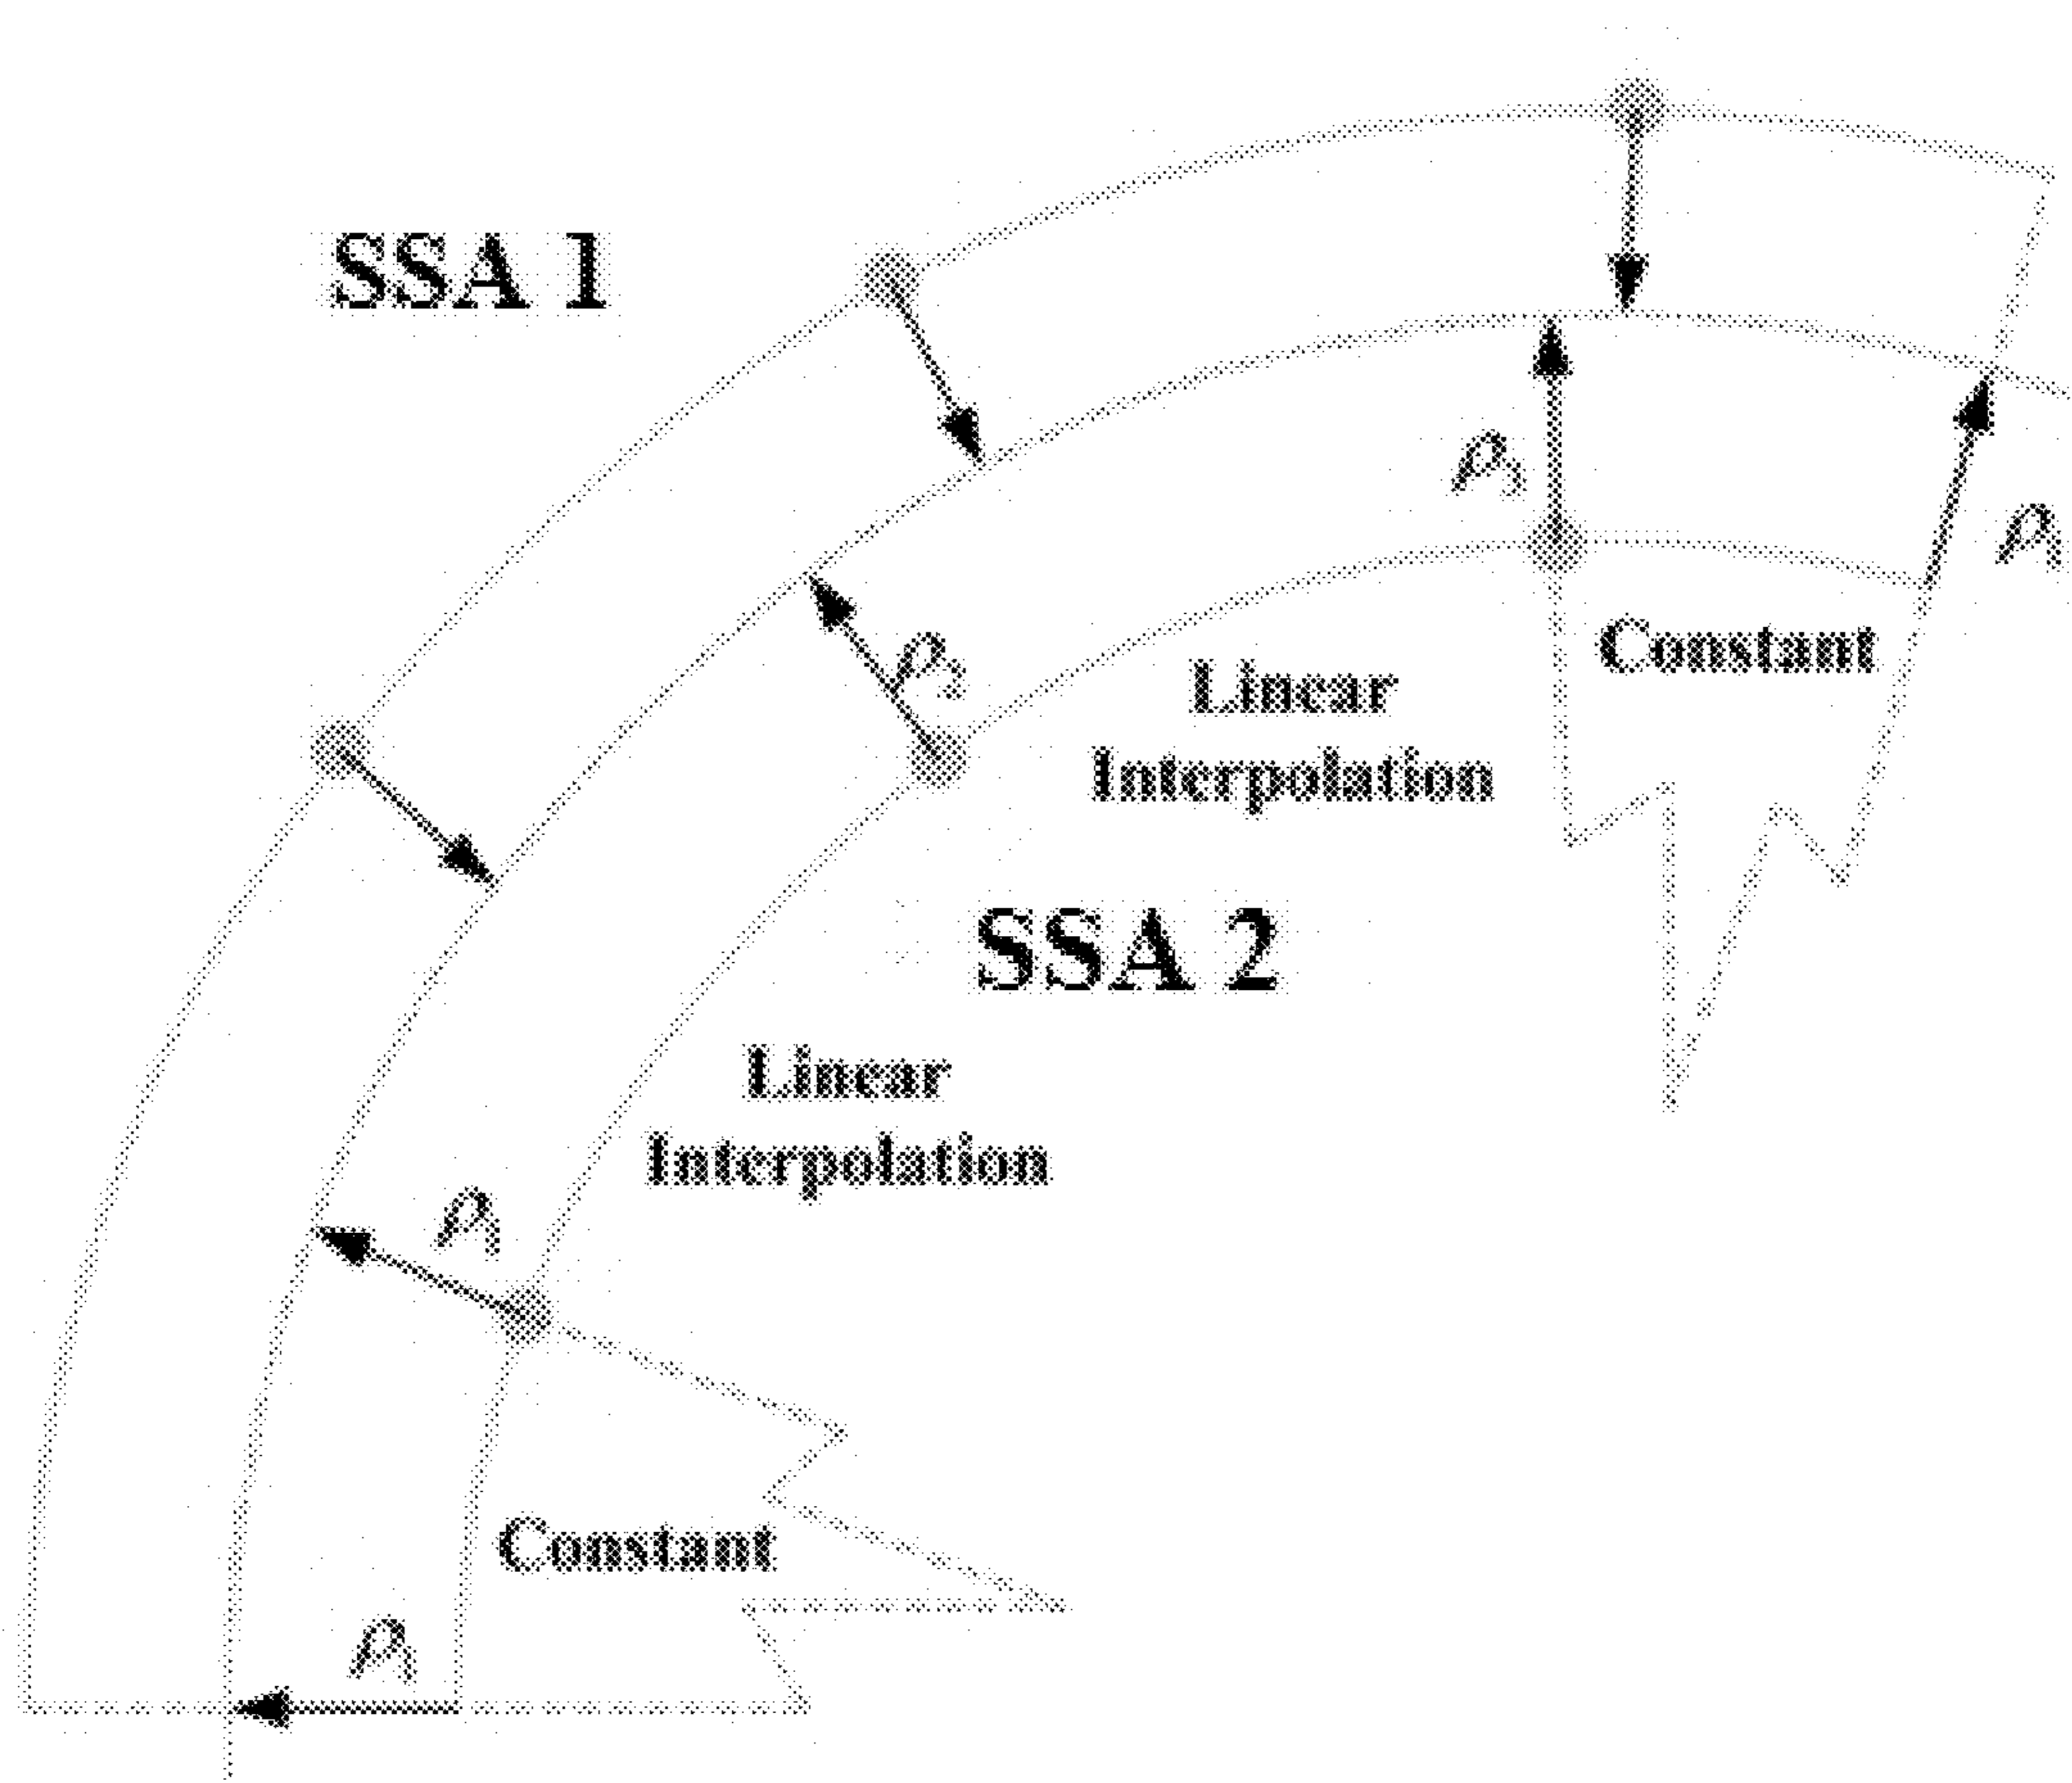 SSA 1
ρ₁
ρ₁
Constant
ρ₂
Linear
Interpolation
SSA 2
Linear
Interpolation
ρ₁
Constant
ρ₁